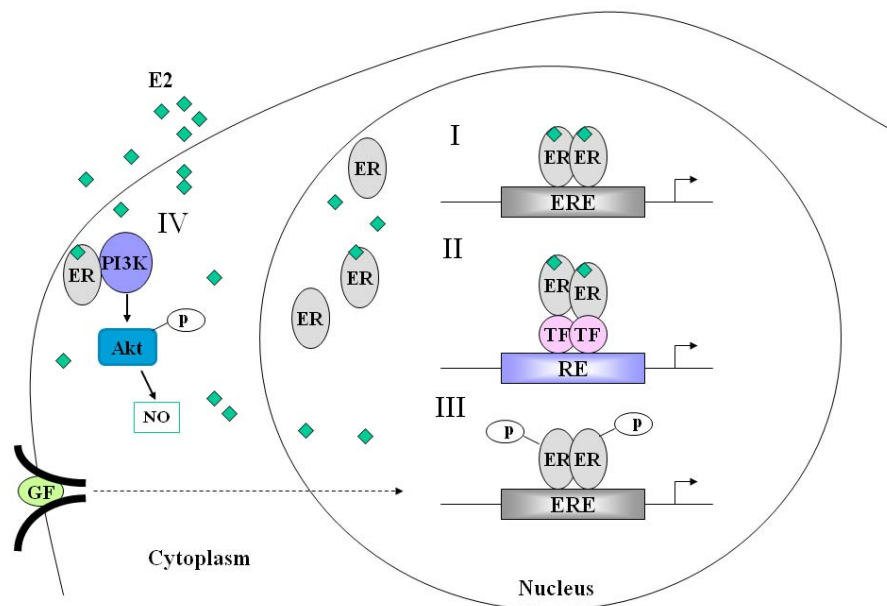 E2
I
ER
ER ER
ERE
IV
ER PI3K
II
ER
ER ER
ER
TF TF
RE
Akt p
NO
III
p p
ER ER
ERE
GF
Cytoplasm
Nucleus